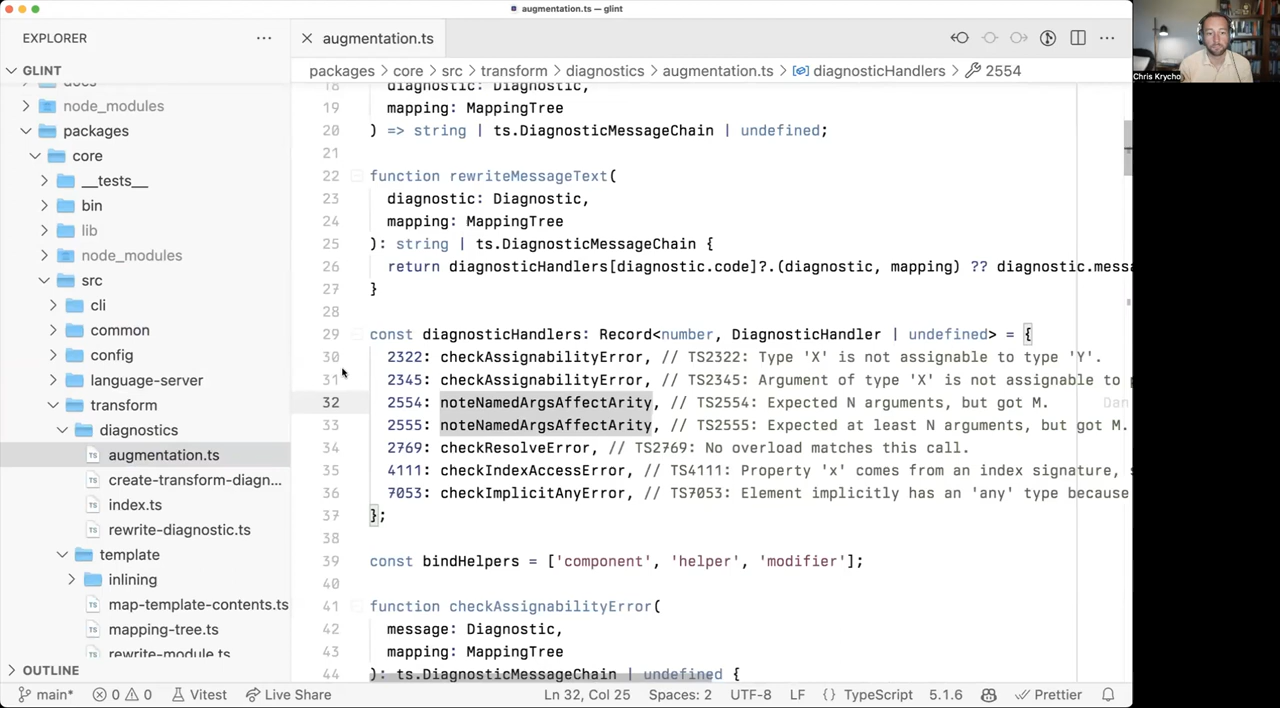 augmentation.ts — glint
EXPLORER
augmentation.ts
GLINT
packages > core > src > transform > diagnostics > augmentation.ts > diagnosticHandlers > 2554
Chris Krycho
node_modules
packages
core
__tests__
bin
lib
node_modules
src
cli
common
config
language-server
transform
diagnostics
augmentation.ts
create-transform-diagn...
index.ts
rewrite-diagnostic.ts
template
inlining
map-template-contents.ts
mapping-tree.ts
rewrite-module.ts
OUTLINE
18 diagnostic: Diagnostic,
19 mapping: MappingTree
20 ) => string | ts.DiagnosticMessageChain | undefined;
21
22 function rewriteMessageText(
23 diagnostic: Diagnostic,
24 mapping: MappingTree
25 ): string | ts.DiagnosticMessageChain {
26 return diagnosticHandlers[diagnostic.code]?.(diagnostic, mapping) ?? diagnostic.messa
27 }
28
29 const diagnosticHandlers: Record<number, DiagnosticHandler | undefined> = {
30 2322: checkAssignabilityError, // TS2322: Type 'X' is not assignable to type 'Y'.
31 2345: checkAssignabilityError, // TS2345: Argument of type 'X' is not assignable to p
32 2554: noteNamedArgsAffectArity, // TS2554: Expected N arguments, but got M. Dan
33 2555: noteNamedArgsAffectArity, // TS2555: Expected at least N arguments, but got M.
34 2769: checkResolveError, // TS2769: No overload matches this call.
35 4111: checkIndexAccessError, // TS4111: Property 'x' comes from an index signature, s
36 7053: checkImplicitAnyError, // TS7053: Element implicitly has an 'any' type because
37 };
38
39 const bindHelpers = ['component', 'helper', 'modifier'];
40
41 function checkAssignabilityError(
42 message: Diagnostic,
43 mapping: MappingTree
44 ): ts.DiagnosticMessageChain | undefined {
main* 0 0 Vitest Live Share Ln 32, Col 25 Spaces: 2 UTF-8 LF {} TypeScript 5.1.6 Prettier